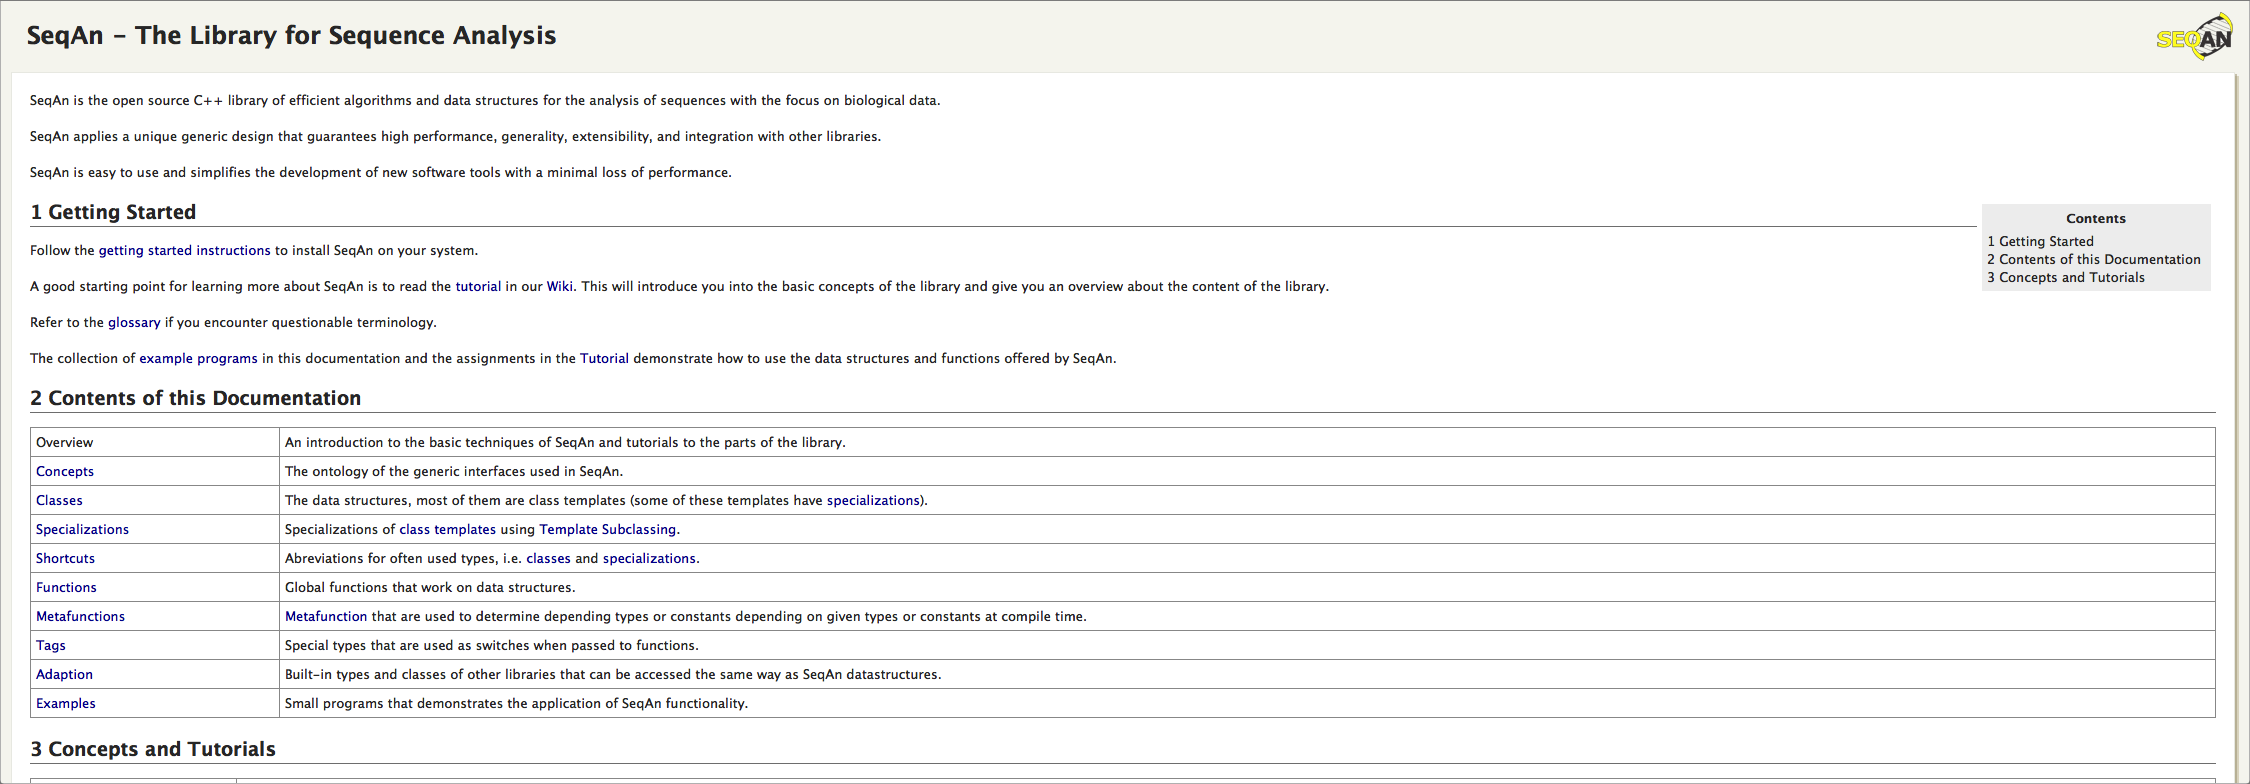 SeqAn - The Library for Sequence Analysis
SEQAN
SeqAn is the open source C++ library of efficient algorithms and data structures for the analysis of sequences with the focus on biological data.
SeqAn applies a unique generic design that guarantees high performance, generality, extensibility, and integration with other libraries.
SeqAn is easy to use and simplifies the development of new software tools with a minimal loss of performance.
1 Getting Started
Contents
1 Getting Started
2 Contents of this Documentation
3 Concepts and Tutorials
Follow the getting started instructions to install SeqAn on your system.
A good starting point for learning more about SeqAn is to read the tutorial in our Wiki. This will introduce you into the basic concepts of the library and give you an overview about the content of the library.
Refer to the glossary if you encounter questionable terminology.
The collection of example programs in this documentation and the assignments in the Tutorial demonstrate how to use the data structures and functions offered by SeqAn.
2 Contents of this Documentation
Overview An introduction to the basic techniques of SeqAn and tutorials to the parts of the library.
Concepts The ontology of the generic interfaces used in SeqAn.
Classes The data structures, most of them are class templates (some of these templates have specializations).
Specializations Specializations of class templates using Template Subclassing.
Shortcuts Abreviations for often used types, i.e. classes and specializations.
Functions Global functions that work on data structures.
Metafunctions Metafunction that are used to determine depending types or constants depending on given types or constants at compile time.
Tags Special types that are used as switches when passed to functions.
Adaption Built-in types and classes of other libraries that can be accessed the same way as SeqAn datastructures.
Examples Small programs that demonstrates the application of SeqAn functionality.
3 Concepts and Tutorials